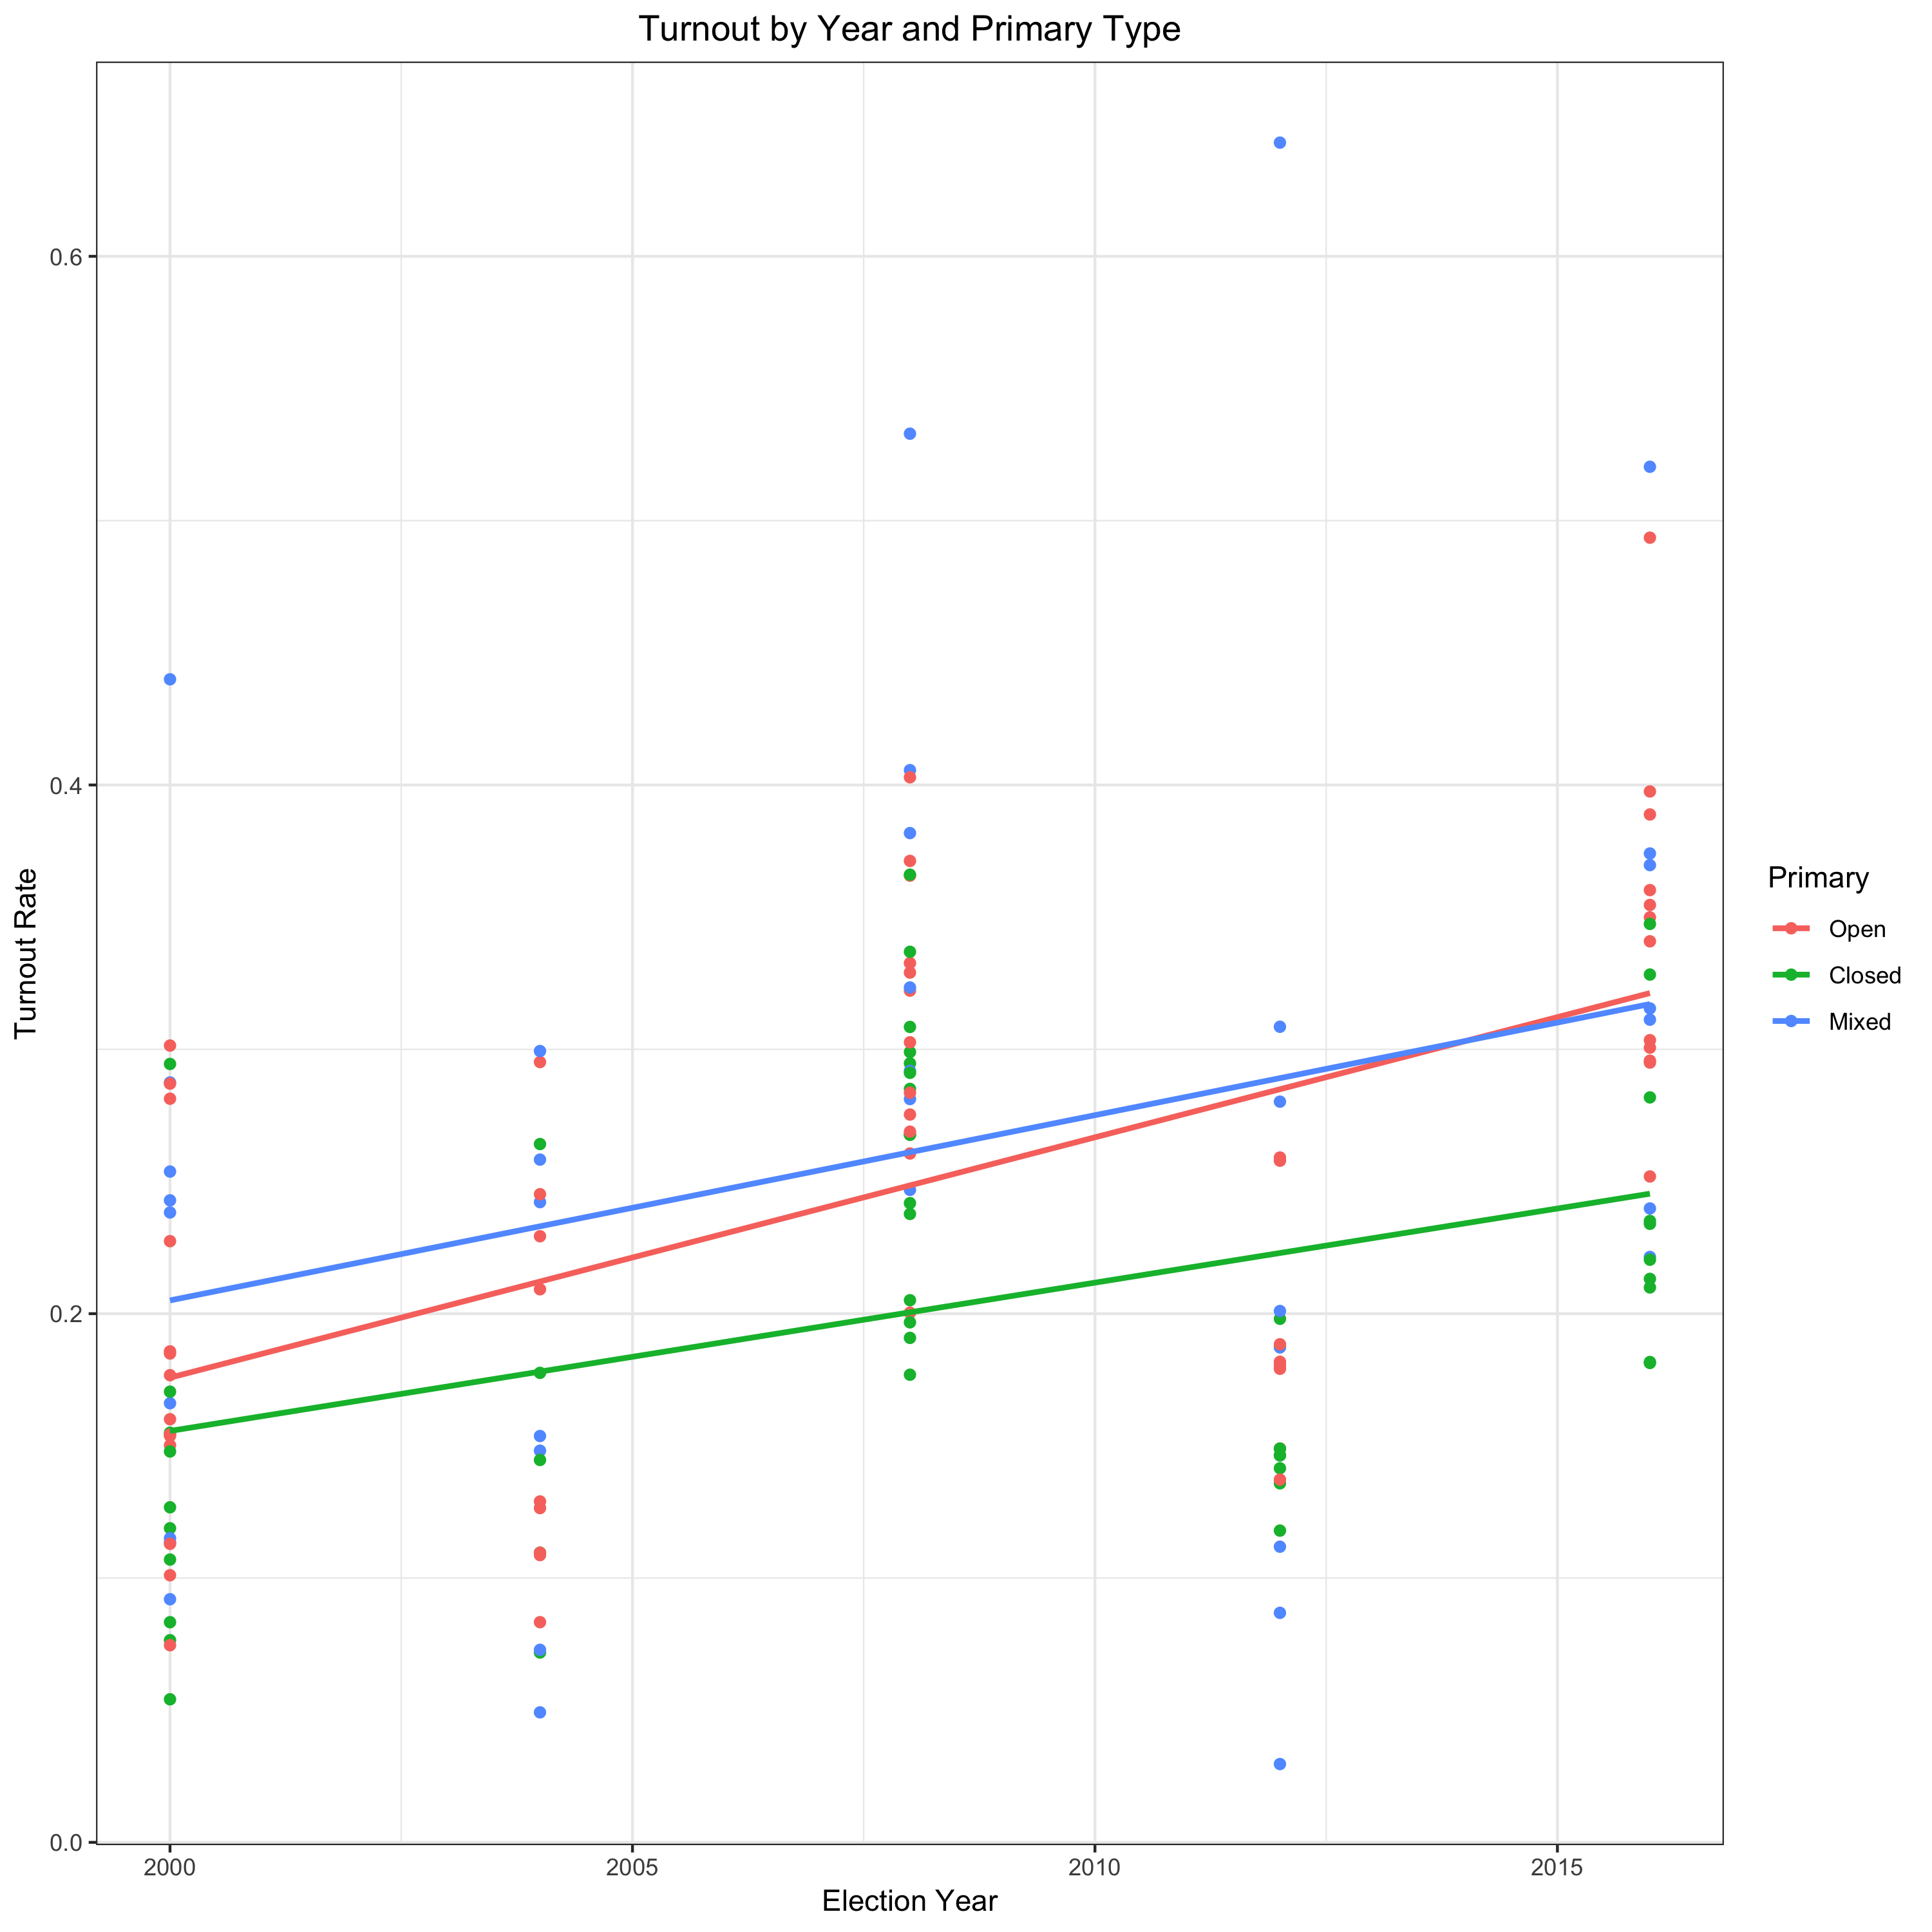 Turnout by Year and Primary Type
0.6
0.4
0.2
0.0
Turnout Rate
2000
2005
2010
2015
Election Year
Primary
Open
Closed
Mixed